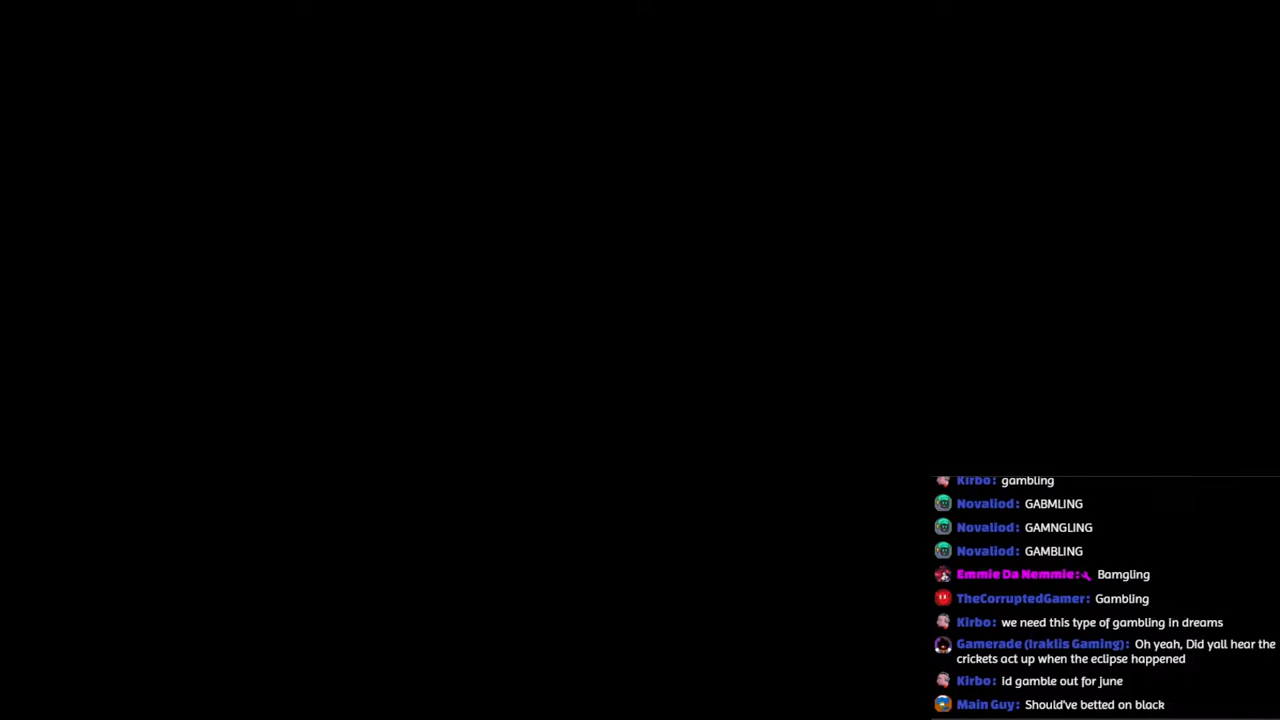 Kirbo: gambling
Novaliod: GABMLING
Novaliod: GAMNGLING
Novaliod: GAMBLING
Emmie Da Nemmie: Bamgling
TheCorruptedGamer: Gambling
Kirbo: we need this type of gambling in dreams
Gamerade (Iraklis Gaming): Oh yeah, Did yall hear the
crickets act up when the eclipse happened
Kirbo: id gamble out for june
Main Guy: Should've betted on black